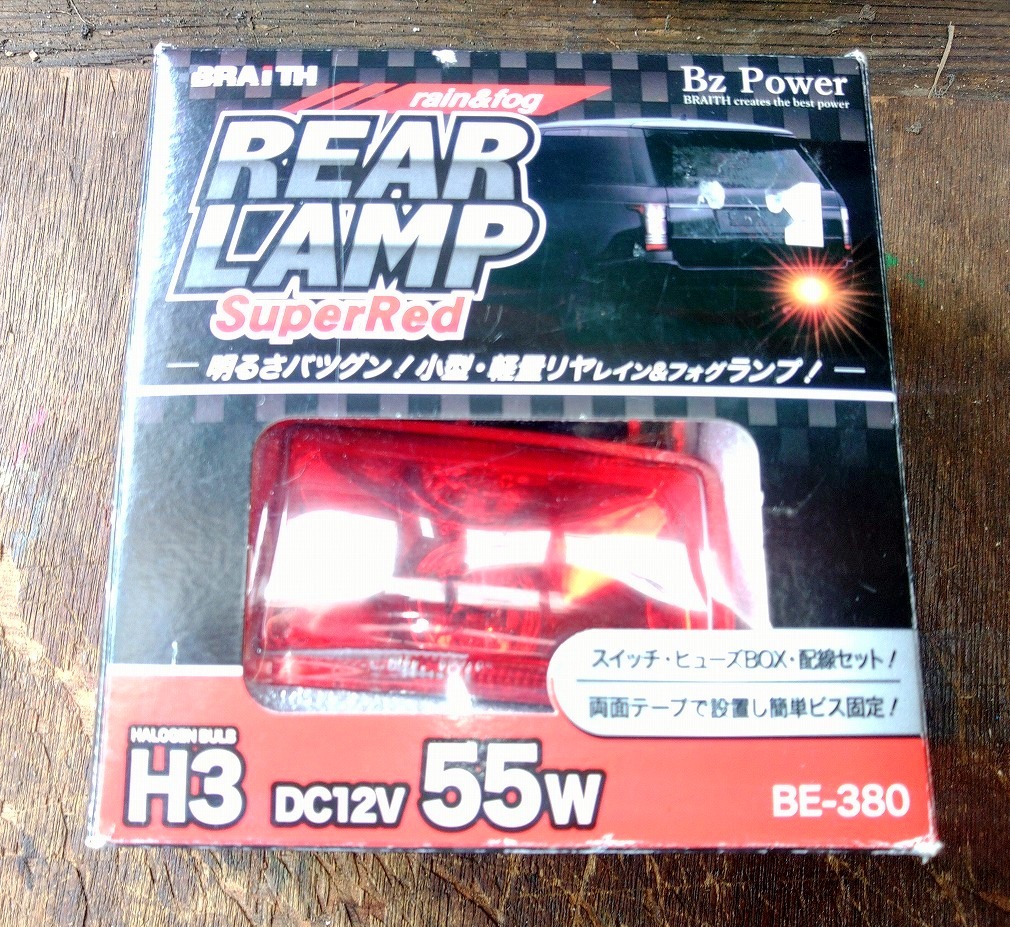 BRAiTH
Bz Power
BRAITH creates the best power
rain&fog
REAR
LAMP
SuperRed
明るさバツグン！小型・軽量リヤレイン&フォグランプ！
スイッチ・ヒューズBOX・配線セット！
両面テープで設置し簡単ビス固定！
HALOGEN BULB
H3 DC12V 55W
BE-380